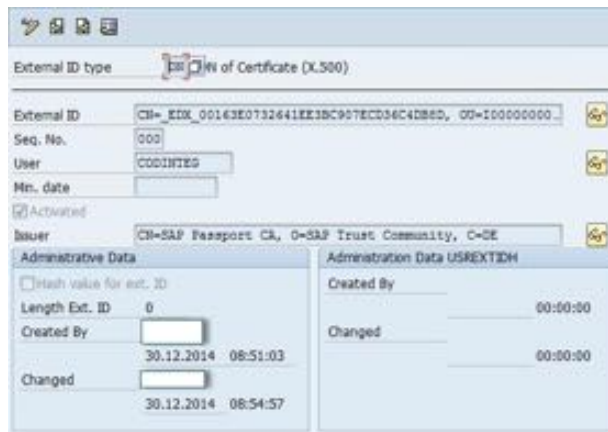 External ID type DN DN of Certificate (X.500)
External ID CN=_EDX_00163E0732641EE3BC907ECD36C4DB8D, OU=I00000000..
Seq. No. 000
User CODINTEG
Min. date
Activated
Issuer CN=SAP Passport CA, O=SAP Trust Community, C=DE
Administrative Data
Hash value for ext. ID
Length Ext. ID 0
Created By
30.12.2014 08:51:03
Changed
30.12.2014 08:54:57
Administration Data USREXTIDH
Created By
00:00:00
Changed
00:00:00